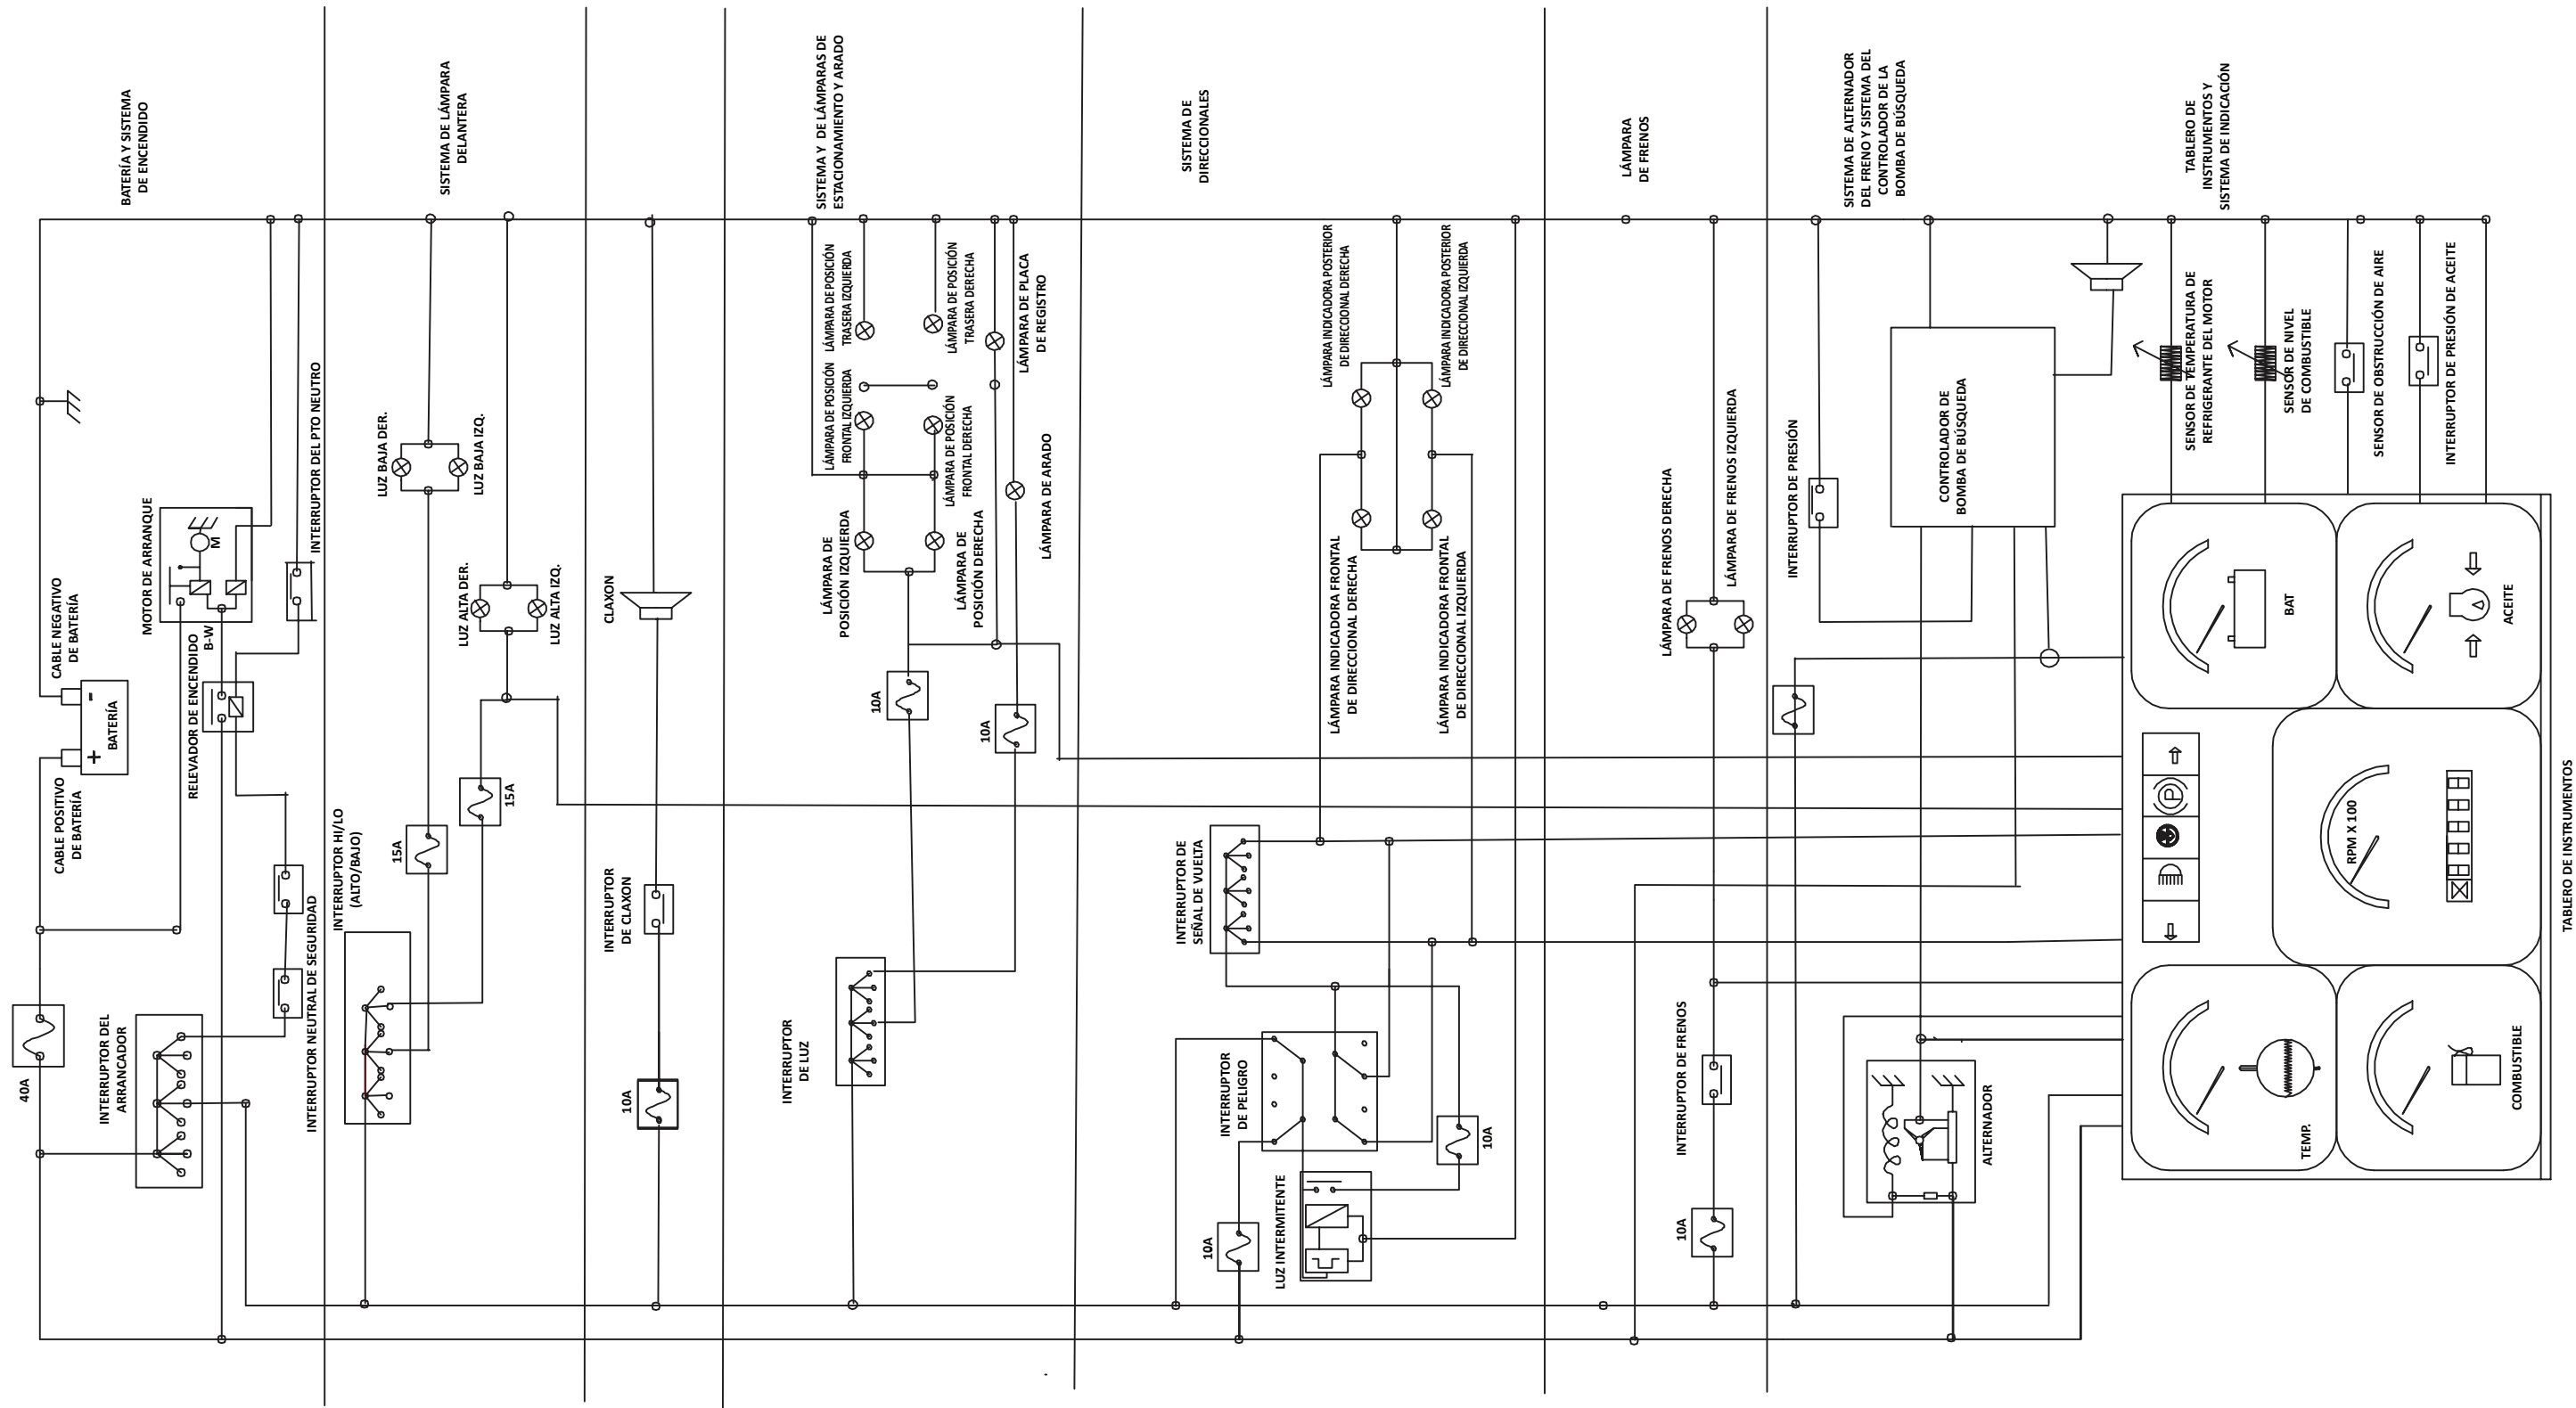 BATERÍA Y SISTEMA
DE ENCENDIDO
SISTEMA DE LÁMPARA
DELANTERA
SISTEMA Y  DE LÁMPARAS DE
ESTACIONAMIENTO Y ARADO
SISTEMA DE
DIRECCIONALES
LÁMPARA
DE FRENOS
SISTEMA DE ALTERNADOR
DEL FRENO Y SISTEMA DEL
CONTROLADOR DE LA
BOMBA DE BÚSQUEDA
TABLERO DE
INSTRUMENTOS Y
SISTEMA DE INDICACIÓN
CABLE NEGATIVO
DE BATERÍA
BATERÍA
- +
CABLE POSITIVO
DE BATERÍA
40A
MOTOR DE ARRANQUE
M
B-W
RELEVADOR DE ENCENDIDO
INTERRUPTOR DEL PTO NEUTRO
INTERRUPTOR DEL
ARRANCADOR
INTERRUPTOR NEUTRAL DE SEGURIDAD
INTERRUPTOR HI/LO
(ALTO/BAJO)
LUZ BAJA DER.
LUZ BAJA IZQ.
LUZ ALTA DER.
LUZ ALTA IZQ.
15A
15A
CLAXON
INTERRUPTOR
DE CLAXON
10A
LÁMPARA DE POSICIÓN
TRASERA IZQUIERDA
LÁMPARA DE POSICIÓN
TRASERA DERECHA
LÁMPARA DE PLACA
DE REGISTRO
LÁMPARA DE POSICIÓN
FRONTAL IZQUIERDA
LÁMPARA DE POSICIÓN
FRONTAL DERECHA
LÁMPARA DE
POSICIÓN IZQUIERDA
LÁMPARA DE
POSICIÓN DERECHA
LÁMPARA DE ARADO
10A
10A
INTERRUPTOR
DE LUZ
LÁMPARA INDICADORA POSTERIOR
DE DIRECCIONAL DERECHA
LÁMPARA INDICADORA POSTERIOR
DE DIRECCIONAL IZQUIERDA
LÁMPARA INDICADORA FRONTAL
DE DIRECCIONAL DERECHA
LÁMPARA INDICADORA FRONTAL
DE DIRECCIONAL IZQUIERDA
INTERRUPTOR DE
SEÑAL DE VUELTA
INTERRUPTOR
DE PELIGRO
10A
10A
LUZ INTERMITENTE
LÁMPARA DE FRENOS DERECHA
LÁMPARA DE FRENOS IZQUIERDA
INTERRUPTOR DE FRENOS
10A
INTERRUPTOR DE PRESIÓN
CONTROLADOR DE
BOMBA DE BÚSQUEDA
ALTERNADOR
SENSOR DE TEMPERATURA DE
REFRIGERANTE DEL MOTOR
SENSOR DE NIVEL
DE COMBUSTIBLE
SENSOR DE OBSTRUCCIÓN DE AIRE
INTERRUPTOR DE PRESIÓN DE ACEITE
BAT
ACEITE
P
RPM X 100
TEMP.
COMBUSTIBLE
TABLERO DE INSTRUMENTOS